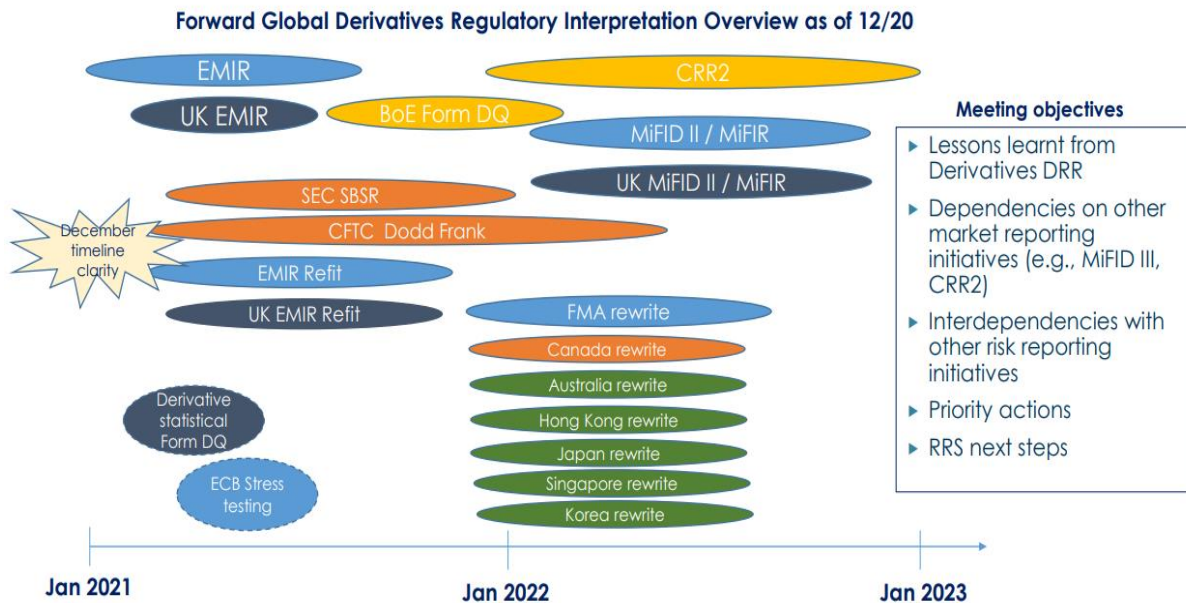 Forward Global Derivatives Regulatory Interpretation Overview as of 12/20
EMIR
CRR2
UK EMIR
BoE Form DQ
MiFID II / MiFIR
SEC SBSR
UK MiFID II / MiFIR
December
timeline
clarity
CFTC Dodd Frank
EMIR Refit
UK EMIR Refit
FMA rewrite
Canada rewrite
Australia rewrite
Derivative
statistical
Form DQ
Hong Kong rewrite
Japan rewrite
ECB Stress
testing
Singapore rewrite
Korea rewrite
Jan 2021
Jan 2022
Jan 2023
Meeting objectives
Lessons learnt from
Derivatives DRR
Dependencies on other
market reporting
initiatives (e.g., MiFID III,
CRR2)
Interdependencies with
other risk reporting
initiatives
Priority actions
RRS next steps